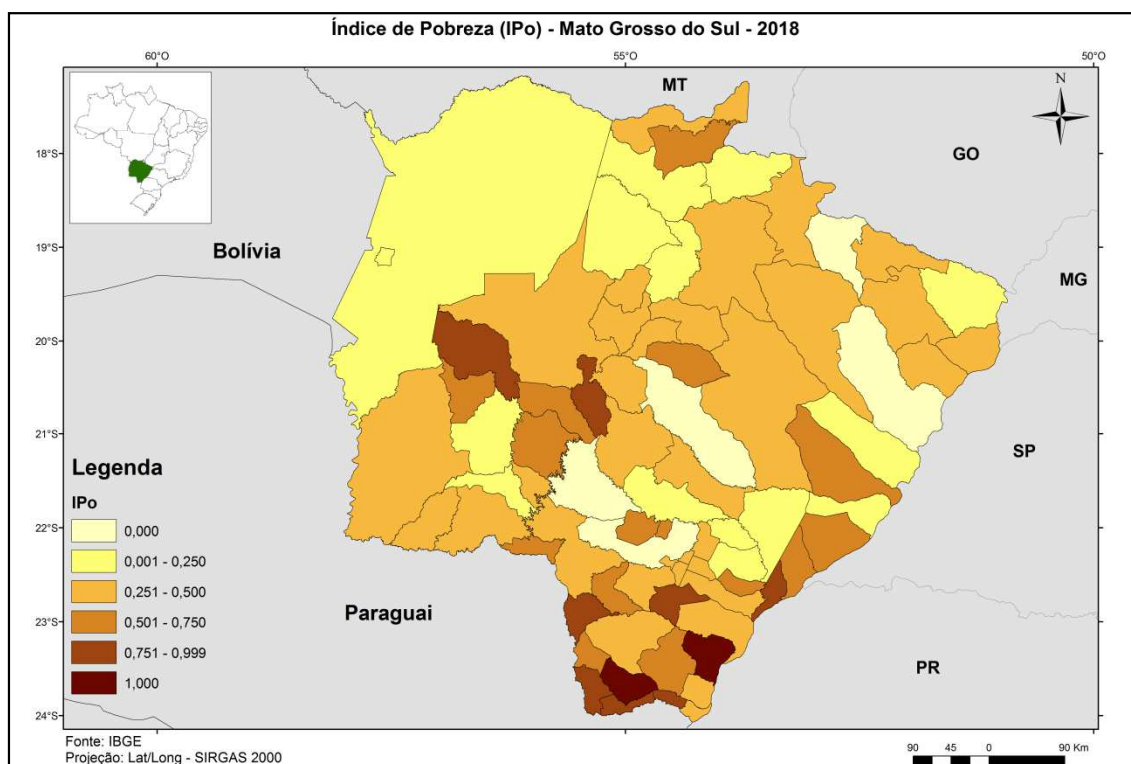 Índice de Pobreza (IPo) - Mato Grosso do Sul - 2018
60°O
55°O
50°O
MT
N
18°S
GO
19°S
Bolívia
MG
20°S
21°S
SP
Legenda
IPo
22°S
0,000
0,001 - 0,250
0,251 - 0,500
Paraguai
23°S
0,501 - 0,750
0,751 - 0,999
PR
1,000
24°S
Fonte: IBGE
Projeção: Lat/Long - SIRGAS 2000
90 45 0 90 Km